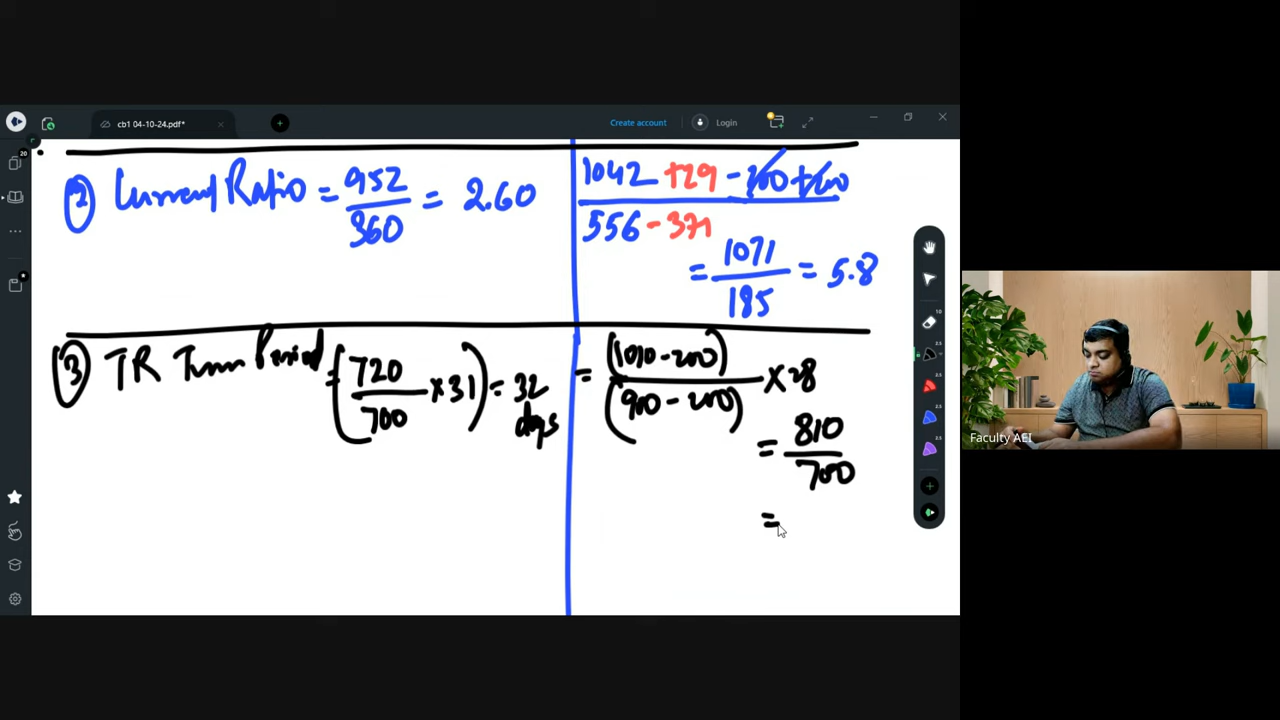 cb1 04-10-24.pdf*
Create account
Login
② Current Ratio = 952/360 = 2.60
1042 +29 -200+200 / 556 - 371
= 1071/185 = 5.8
③ TR Turn Period = (720/700 × 31) = 32 days
= (1010-200)/(900-200) × 28
= 810/700
=
Faculty AEI